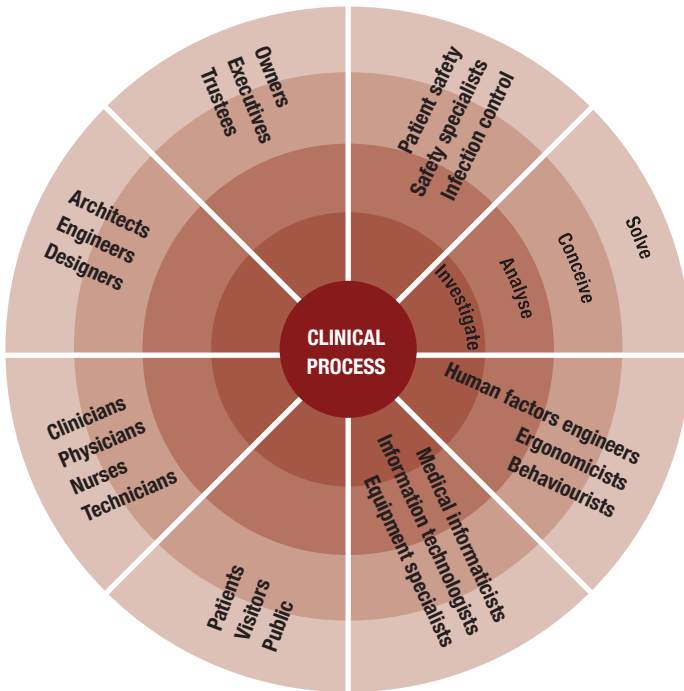 Owners
Executives
Trustees
Patient safety
Safety specialists
Infection control
Architects
Engineers
Designers
Investigate
Analyse
Conceive
Solve
CLINICAL
PROCESS
Human factors engineers
Ergonomicists
Behaviourists
Clinicians
Physicians
Nurses
Technicians
Medical informaticists
Information technologists
Equipment specialists
Patients
Visitors
Public